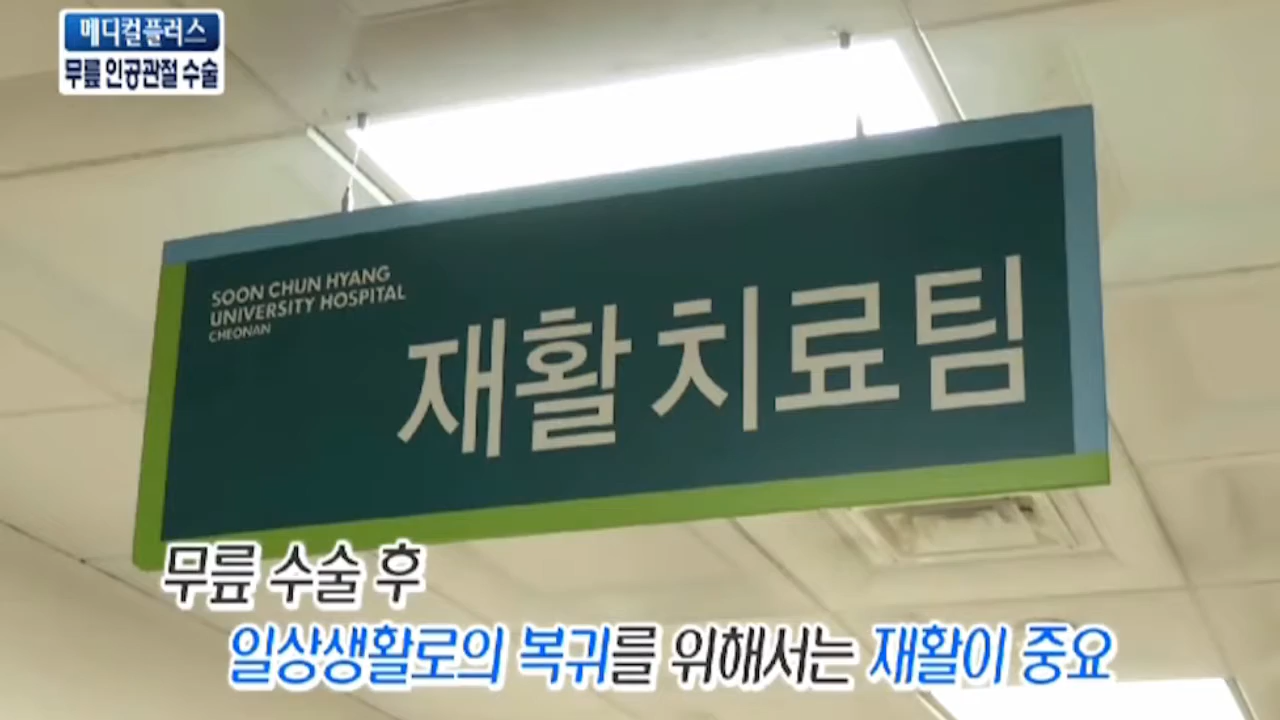 메디컬플러스
무릎 인공관절 수술
SOON CHUN HYANG
UNIVERSITY HOSPITAL
CHEONAN
재활치료팀
무릎 수술 후
일상생활로의 복귀를 위해서는 재활이 중요